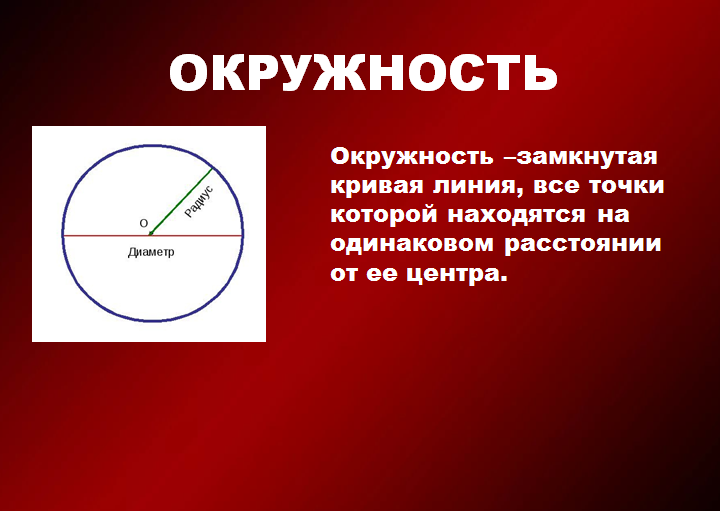 ОКРУЖНОСТЬ
Радиус
О
Диаметр
Окружность –замкнутая
кривая линия, все точки
которой находятся на
одинаковом расстоянии
от ее центра.